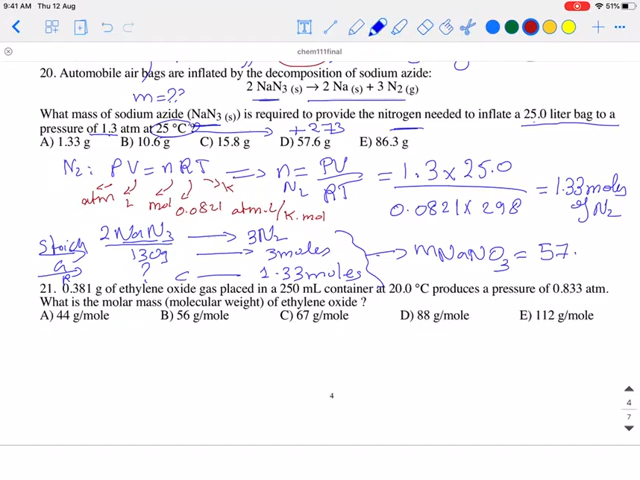 9:41 AM Thu 12 Aug
51%
chem111final
20. Automobile air bags are inflated by the decomposition of sodium azide:
2 NaN3 (s) → 2 Na (s) + 3 N2 (g)
m=??
What mass of sodium azide (NaN3 (s)) is required to provide the nitrogen needed to inflate a 25.0 liter bag to a
pressure of 1.3 atm at 25 °C?
+273
A) 1.33 g B) 10.6 g C) 15.8 g D) 57.6 g E) 86.3 g
N2: PV = nRT ⟹ n = PV/RT = 1.3 x 25.0 / 0.0821 x 298 = 1.33 moles of N2
N2
atm L mol 0.0821 atm.L/K.mol K
Stoich 2NaN3 → 3N2
130g → 3 moles → mNaNO3 = 57.
? 1.33 moles
21. 0.381 g of ethylene oxide gas placed in a 250 mL container at 20.0 °C produces a pressure of 0.833 atm.
What is the molar mass (molecular weight) of ethylene oxide ?
A) 44 g/mole B) 56 g/mole C) 67 g/mole D) 88 g/mole E) 112 g/mole
4
4
7